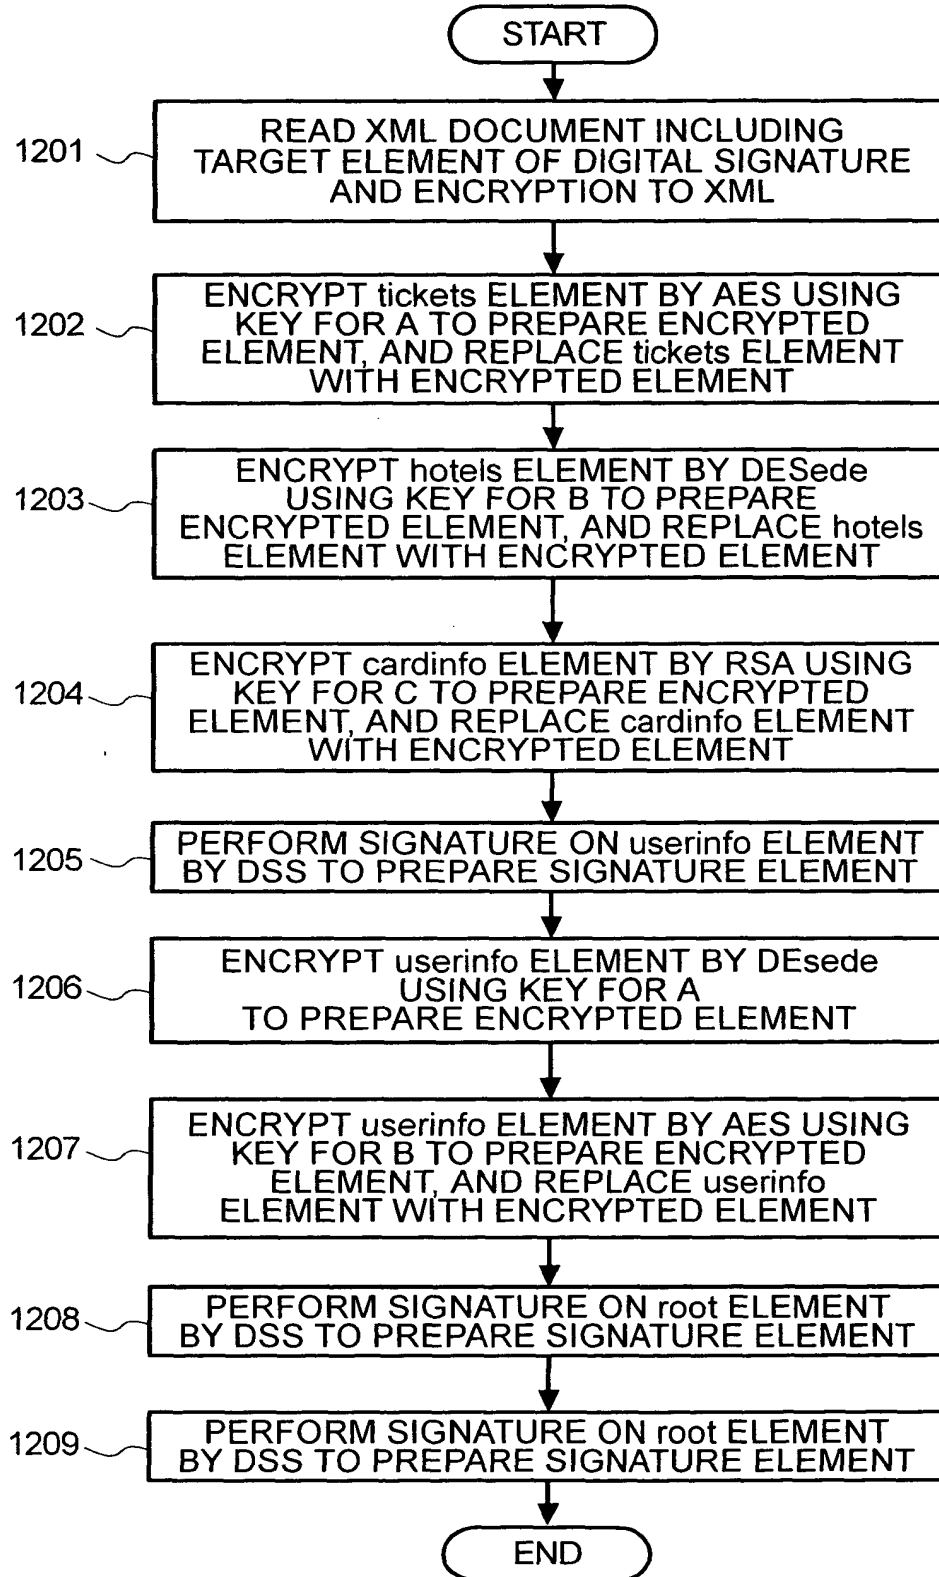 START
1201
READ XML DOCUMENT INCLUDING
TARGET ELEMENT OF DIGITAL SIGNATURE
AND ENCRYPTION TO XML
1202
ENCRYPT tickets ELEMENT BY AES USING
KEY FOR A TO PREPARE ENCRYPTED
ELEMENT, AND REPLACE tickets ELEMENT
WITH ENCRYPTED ELEMENT
1203
ENCRYPT hotels ELEMENT BY DESede
USING KEY FOR B TO PREPARE
ENCRYPTED ELEMENT, AND REPLACE hotels
ELEMENT WITH ENCRYPTED ELEMENT
1204
ENCRYPT cardinfo ELEMENT BY RSA USING
KEY FOR C TO PREPARE ENCRYPTED
ELEMENT, AND REPLACE cardinfo ELEMENT
WITH ENCRYPTED ELEMENT
1205
PERFORM SIGNATURE ON userinfo ELEMENT
BY DSS TO PREPARE SIGNATURE ELEMENT
1206
ENCRYPT userinfo ELEMENT BY DEsede
USING KEY FOR A
TO PREPARE ENCRYPTED ELEMENT
1207
ENCRYPT userinfo ELEMENT BY AES USING
KEY FOR B TO PREPARE ENCRYPTED
ELEMENT, AND REPLACE userinfo
ELEMENT WITH ENCRYPTED ELEMENT
1208
PERFORM SIGNATURE ON root ELEMENT
BY DSS TO PREPARE SIGNATURE ELEMENT
1209
PERFORM SIGNATURE ON root ELEMENT
BY DSS TO PREPARE SIGNATURE ELEMENT
END